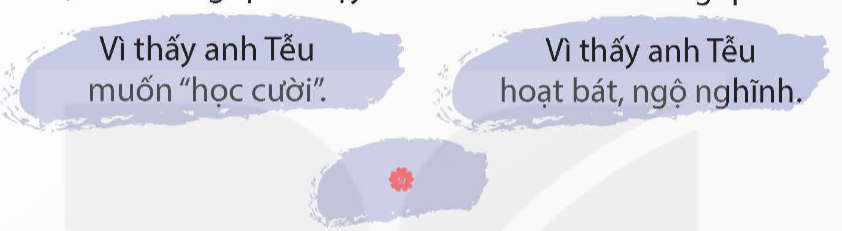 Vì thấy anh Tễu
muốn “học cười”.
Vì thấy anh Tễu
hoạt bát, ngộ nghĩnh.